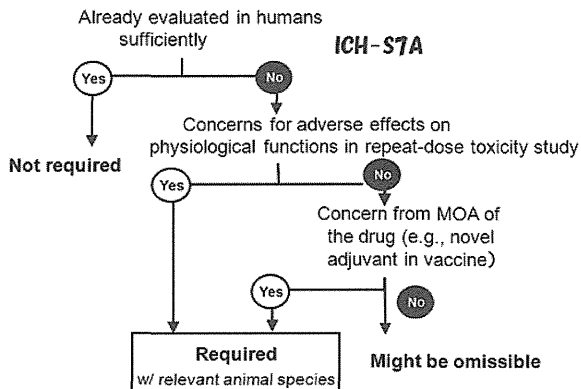 Already evaluated in humans
sufficiently
ICH-S7A
Yes
No
Concerns for adverse effects on
physiological functions in repeat-dose toxicity study
Not required
Yes
No
Concern from MOA of
the drug (e.g., novel
adjuvant in vaccine)
Yes
No
Required
w/ relevant animal species
Might be omissible